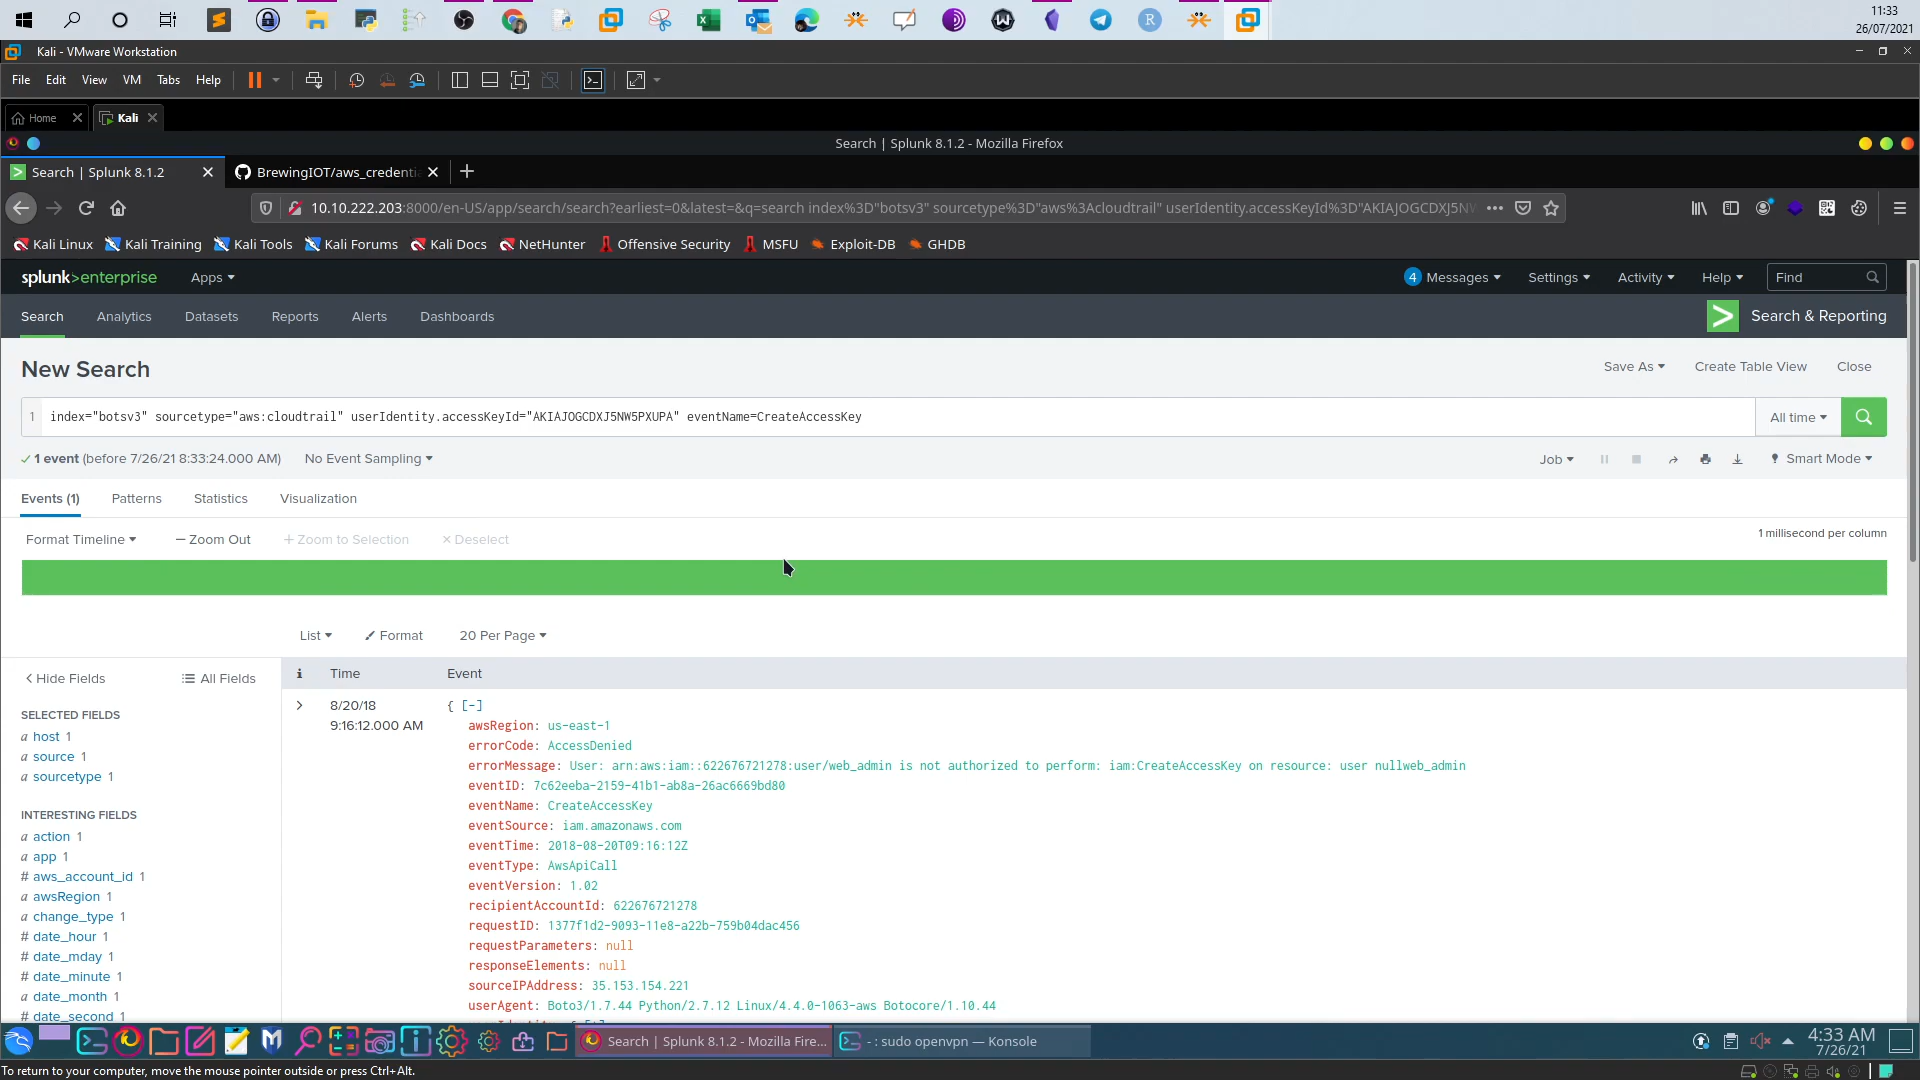 11:33
26/07/2021
Kali - VMware Workstation
File Edit View VM Tabs Help
Home Kali
Search | Splunk 8.1.2 - Mozilla Firefox
Search | Splunk 8.1.2 BrewingIOT/aws_credenti
10.10.222.203:8000/en-US/app/search/search?earliest=0&latest=&q=search index%3D"botsv3" sourcetype%3D"aws%3Acloudtrail" userIdentity.accessKeyId%3D"AKIAJOGCDXJ5NW
Kali Linux Kali Training Kali Tools Kali Forums Kali Docs NetHunter Offensive Security MSFU Exploit-DB GHDB
splunk>enterprise Apps 4 Messages Settings Activity Help Find
Search Analytics Datasets Reports Alerts Dashboards Search & Reporting
New Search Save As Create Table View Close
1 index="botsv3" sourcetype="aws:cloudtrail" userIdentity.accessKeyId="AKIAJOGCDXJ5NW5PXUPA" eventName=CreateAccessKey All time
1 event (before 7/26/21 8:33:24.000 AM) No Event Sampling Job Smart Mode
Events (1) Patterns Statistics Visualization
Format Timeline — Zoom Out + Zoom to Selection × Deselect 1 millisecond per column
List Format 20 Per Page
< Hide Fields All Fields
i Time Event
SELECTED FIELDS
a host 1
a source 1
a sourcetype 1
INTERESTING FIELDS
a action 1
a app 1
# aws_account_id 1
a awsRegion 1
a change_type 1
# date_hour 1
# date_mday 1
# date_minute 1
a date_month 1
# date_second 1
> 8/20/18
9:16:12.000 AM
{ [-]
awsRegion: us-east-1
errorCode: AccessDenied
errorMessage: User: arn:aws:iam::622676721278:user/web_admin is not authorized to perform: iam:CreateAccessKey on resource: user nullweb_admin
eventID: 7c62eeba-2159-41b1-ab8a-26ac6669bd80
eventName: CreateAccessKey
eventSource: iam.amazonaws.com
eventTime: 2018-08-20T09:16:12Z
eventType: AwsApiCall
eventVersion: 1.02
recipientAccountId: 622676721278
requestID: 1377f1d2-9093-11e8-a22b-759b04dac456
requestParameters: null
responseElements: null
sourceIPAddress: 35.153.154.221
userAgent: Boto3/1.7.44 Python/2.7.12 Linux/4.4.0-1063-aws Botocore/1.10.44
Search | Splunk 8.1.2 - Mozilla Fire... - : sudo openvpn — Konsole
4:33 AM
7/26/21
To return to your computer, move the mouse pointer outside or press Ctrl+Alt.